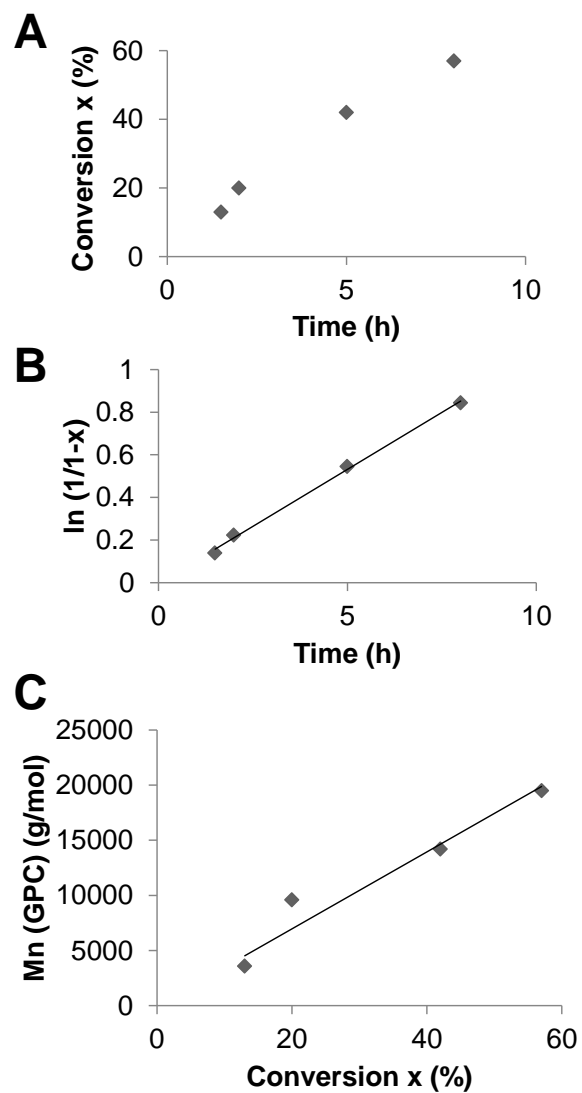 A
Conversion x (%)
60
40
20
0
0 5 10
Time (h)
B
ln (1/1-x)
1
0.8
0.6
0.4
0.2
0
0 5 10
Time (h)
C
Mn (GPC) (g/mol)
25000
20000
15000
10000
5000
0
0 20 40 60
Conversion x (%)